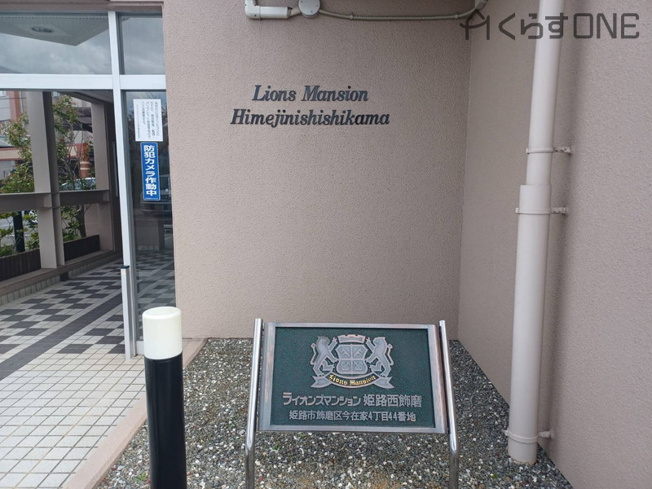 くらすONE
Lions Mansion
Himejinishishikama
防犯カメラ作動中
Lions Mansion
ライオンズマンション 姫路西飾磨
姫路市飾磨区今在家4丁目44番地